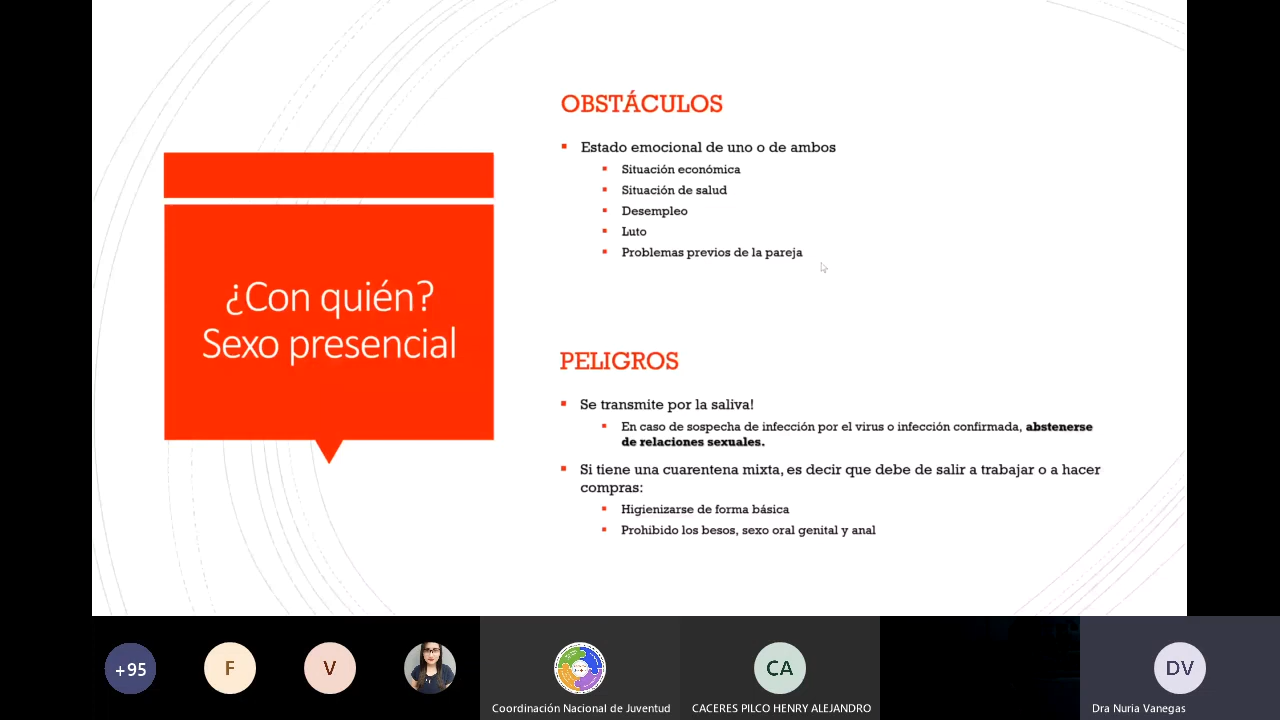 OBSTÁCULOS
Estado emocional de uno o de ambos
Situación económica
Situación de salud
Desempleo
Luto
Problemas previos de la pareja
¿Con quién?
Sexo presencial
PELIGROS
Se transmite por la saliva!
En caso de sospecha de infección por el virus o infección confirmada, abstenerse
de relaciones sexuales.
Si tiene una cuarentena mixta, es decir que debe de salir a trabajar o a hacer
compras:
Higienizarse de forma básica
Prohibido los besos, sexo oral genital y anal
+95
F
V
CA
DV
Coordinación Nacional de Juventud
CACERES PILCO HENRY ALEJANDRO
Dra Nuria Vanegas